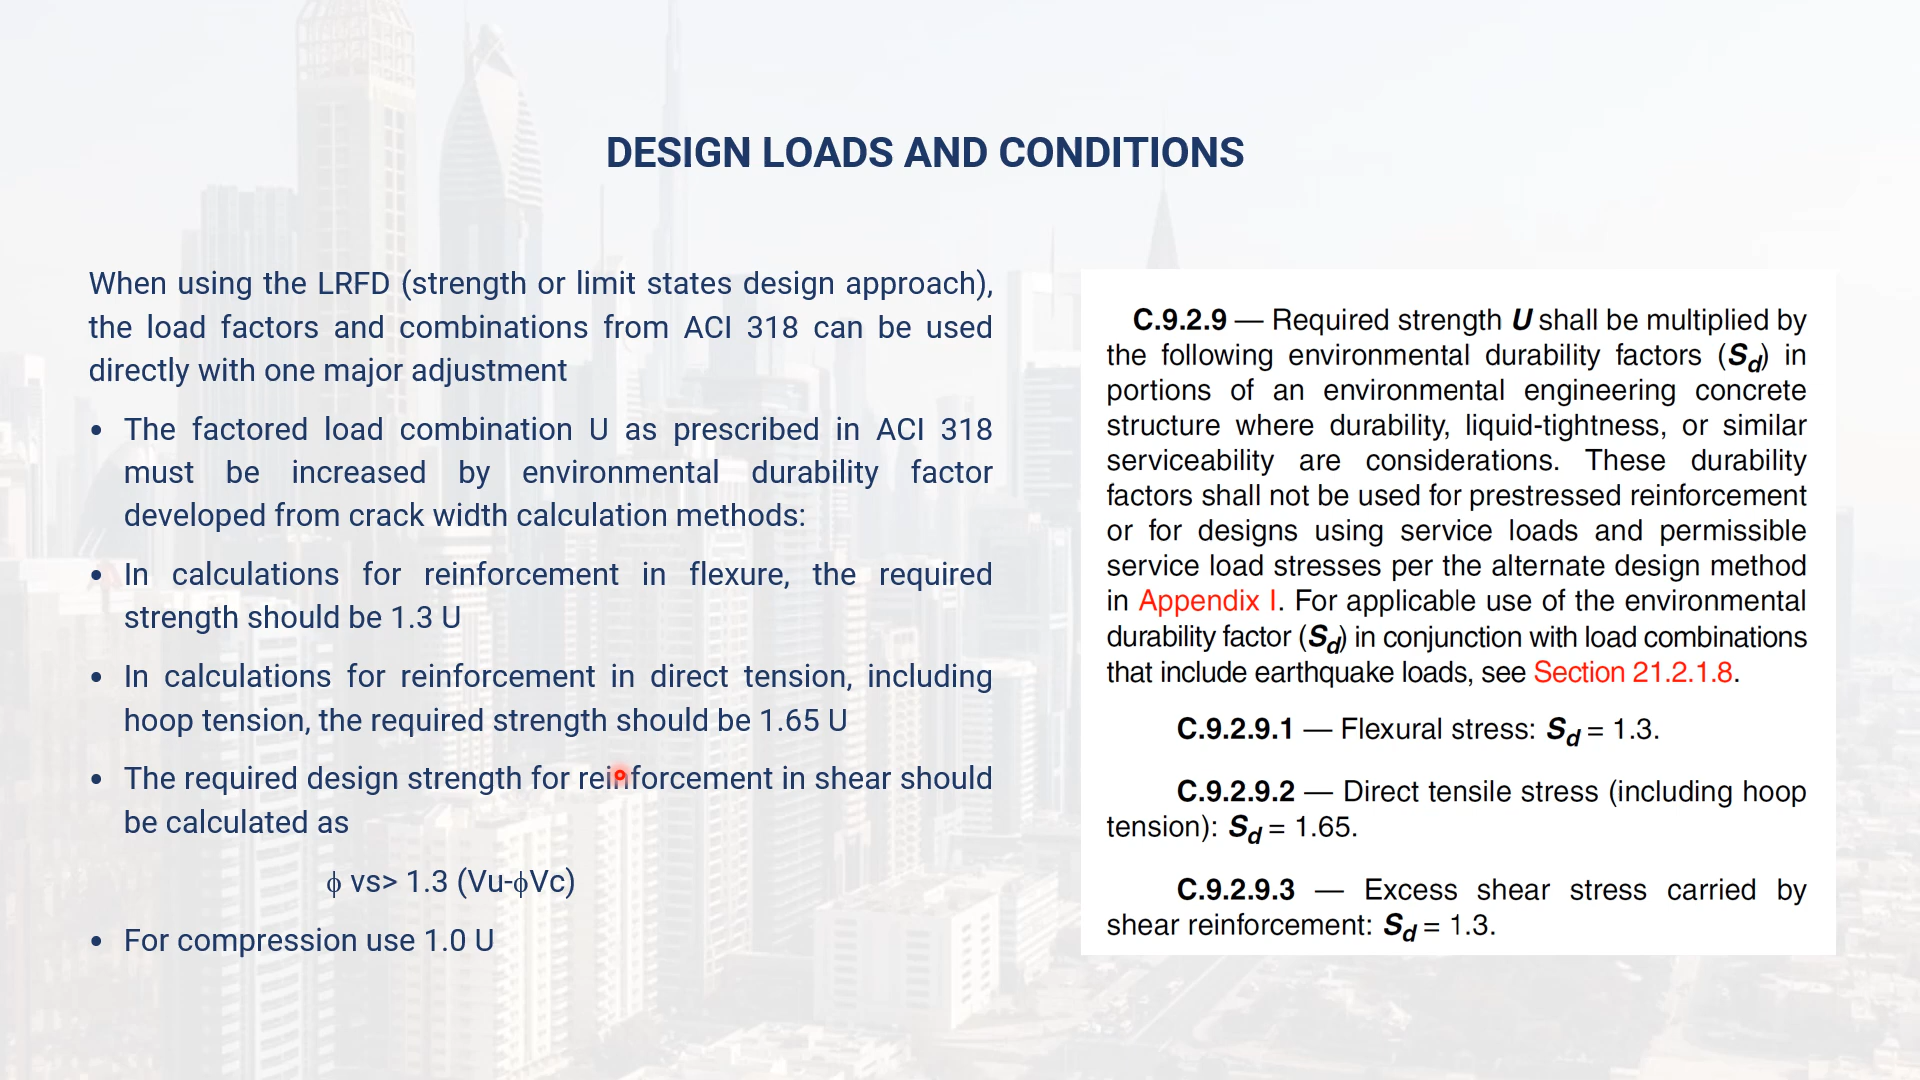 DESIGN LOADS AND CONDITIONS
When using the LRFD (strength or limit states design approach),
the load factors and combinations from ACI 318 can be used
directly with one major adjustment
• The factored load combination U as prescribed in ACI 318
must be increased by environmental durability factor
developed from crack width calculation methods:
• In calculations for reinforcement in flexure, the required
strength should be 1.3 U
• In calculations for reinforcement in direct tension, including
hoop tension, the required strength should be 1.65 U
• The required design strength for reinforcement in shear should
be calculated as
ϕ vs> 1.3 (Vu-ϕVc)
• For compression use 1.0 U
C.9.2.9 — Required strength U shall be multiplied by
the following environmental durability factors (Sd) in
portions of an environmental engineering concrete
structure where durability, liquid-tightness, or similar
serviceability are considerations. These durability
factors shall not be used for prestressed reinforcement
or for designs using service loads and permissible
service load stresses per the alternate design method
in Appendix I. For applicable use of the environmental
durability factor (Sd) in conjunction with load combinations
that include earthquake loads, see Section 21.2.1.8.
C.9.2.9.1 — Flexural stress: Sd = 1.3.
C.9.2.9.2 — Direct tensile stress (including hoop
tension): Sd = 1.65.
C.9.2.9.3 — Excess shear stress carried by
shear reinforcement: Sd = 1.3.